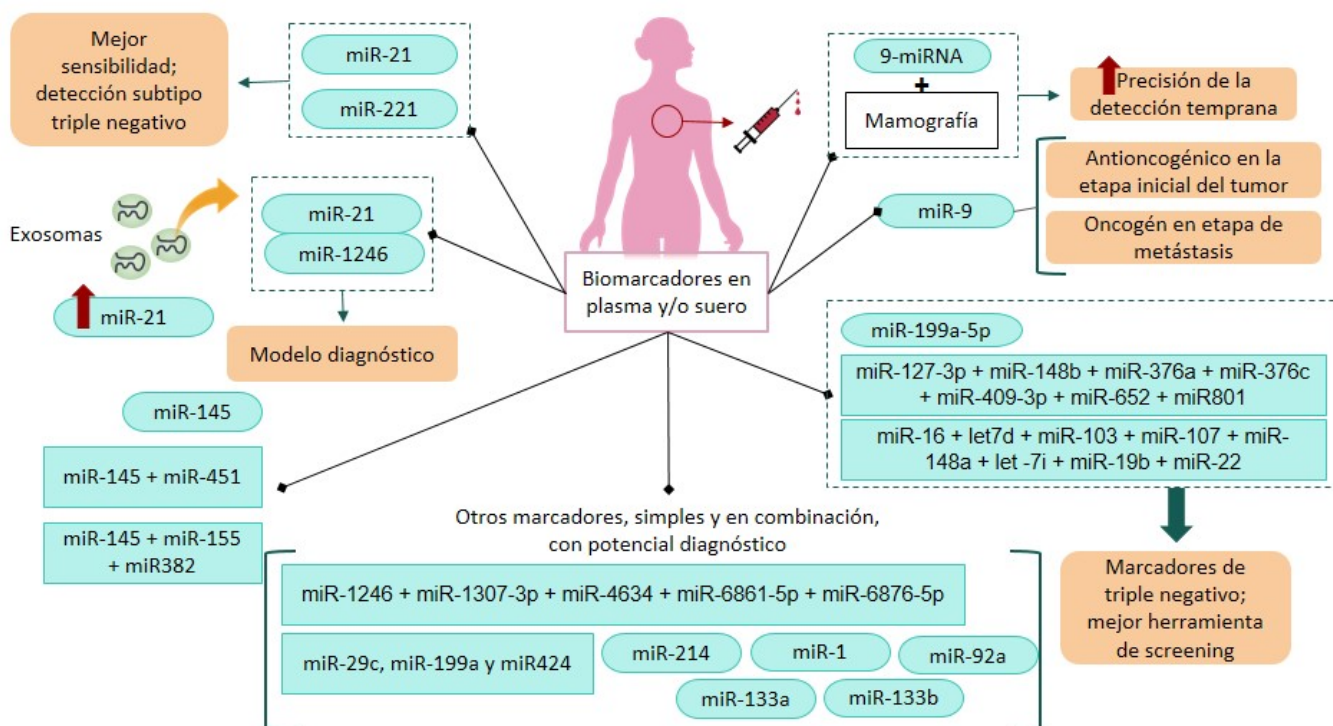 Mejor
sensibilidad;
detección subtipo
triple negativo
miR-21
miR-221
9-miRNA
+
Mamografía
Precisión de la
detección temprana
Antioncogénico en la
etapa inicial del tumor
miR-9
Oncogén en etapa de
metástasis
Exosomas
miR-21
miR-1246
miR-21
Modelo diagnóstico
Biomarcadores en
plasma y/o suero
miR-199a-5p
miR-127-3p + miR-148b + miR-376a + miR-376c
+ miR-409-3p + miR-652 + miR801
miR-16 + let7d + miR-103 + miR-107 + miR-
148a + let -7i + miR-19b + miR-22
Marcadores de
triple negativo;
mejor herramienta
de screening
miR-145
miR-145 + miR-451
miR-145 + miR-155
+ miR382
Otros marcadores, simples y en combinación,
con potencial diagnóstico
miR-1246 + miR-1307-3p + miR-4634 + miR-6861-5p + miR-6876-5p
miR-29c, miR-199a y miR424
miR-214
miR-1
miR-92a
miR-133a
miR-133b